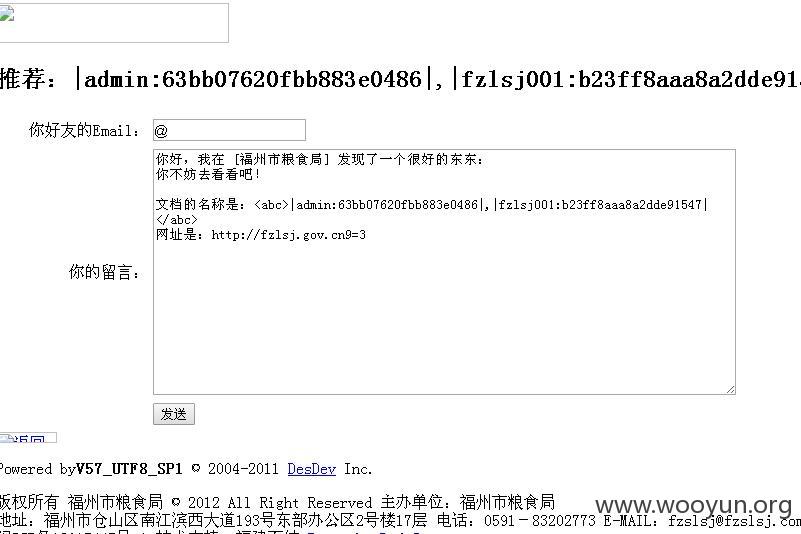 推荐：|admin:63bb07620fbb883e0486|,|fzlsj001:b23ff8aaa8a2dde91
你好友的Email：
@
你好，我在 [福州市粮食局] 发现了一个很好的东东：
你不妨去看看吧！
文档的名称是：<abc>|admin:63bb07620fbb883e0486|,|fzlsj001:b23ff8aaa8a2dde91547|
</abc>
网址是：http://fzlsj.gov.cn9=3
你的留言：
发送
返回
Powered byV57_UTF8_SP1 © 2004-2011 DesDev Inc.
版权所有 福州市粮食局 © 2012 All Right Reserved 主办单位：福州市粮食局
地址：福州市仓山区南江滨西大道193号东部办公区2号楼17层 电话：0591－83202773 E-MAIL：fzslsj@fzslsj.com
www.wooyun.org